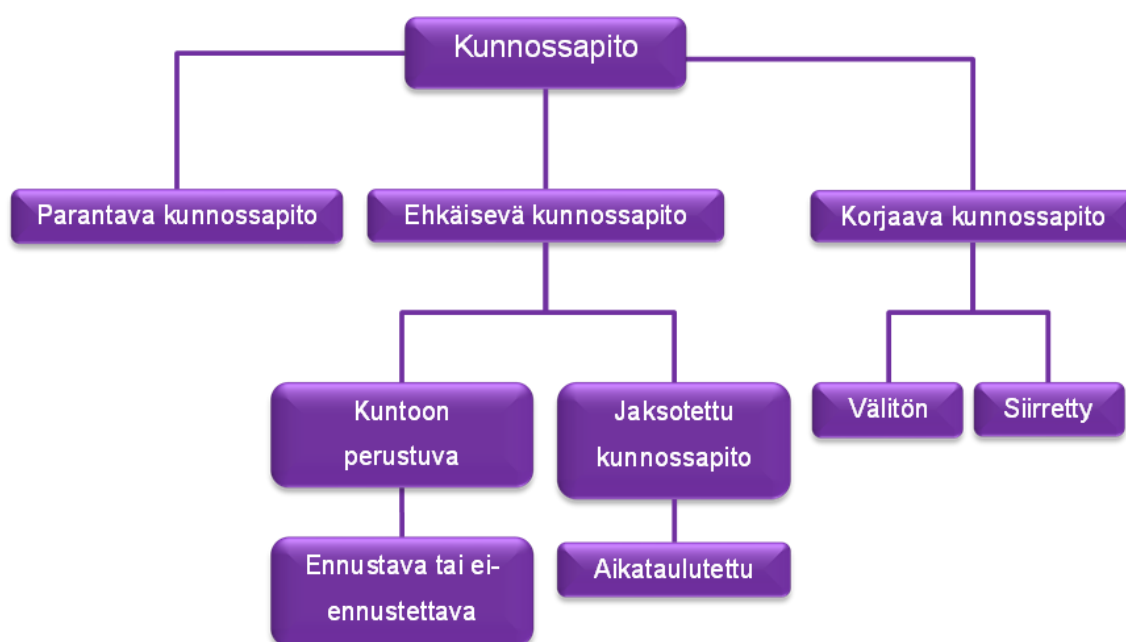 Kunnossapito
Parantava kunnossapito
Ehkäisevä kunnossapito
Korjaava kunnossapito
Kuntoon
perustuva
Jaksotettu
kunnossapito
Välitön
Siirretty
Ennustava tai ei-
ennustettava
Aikataulutettu